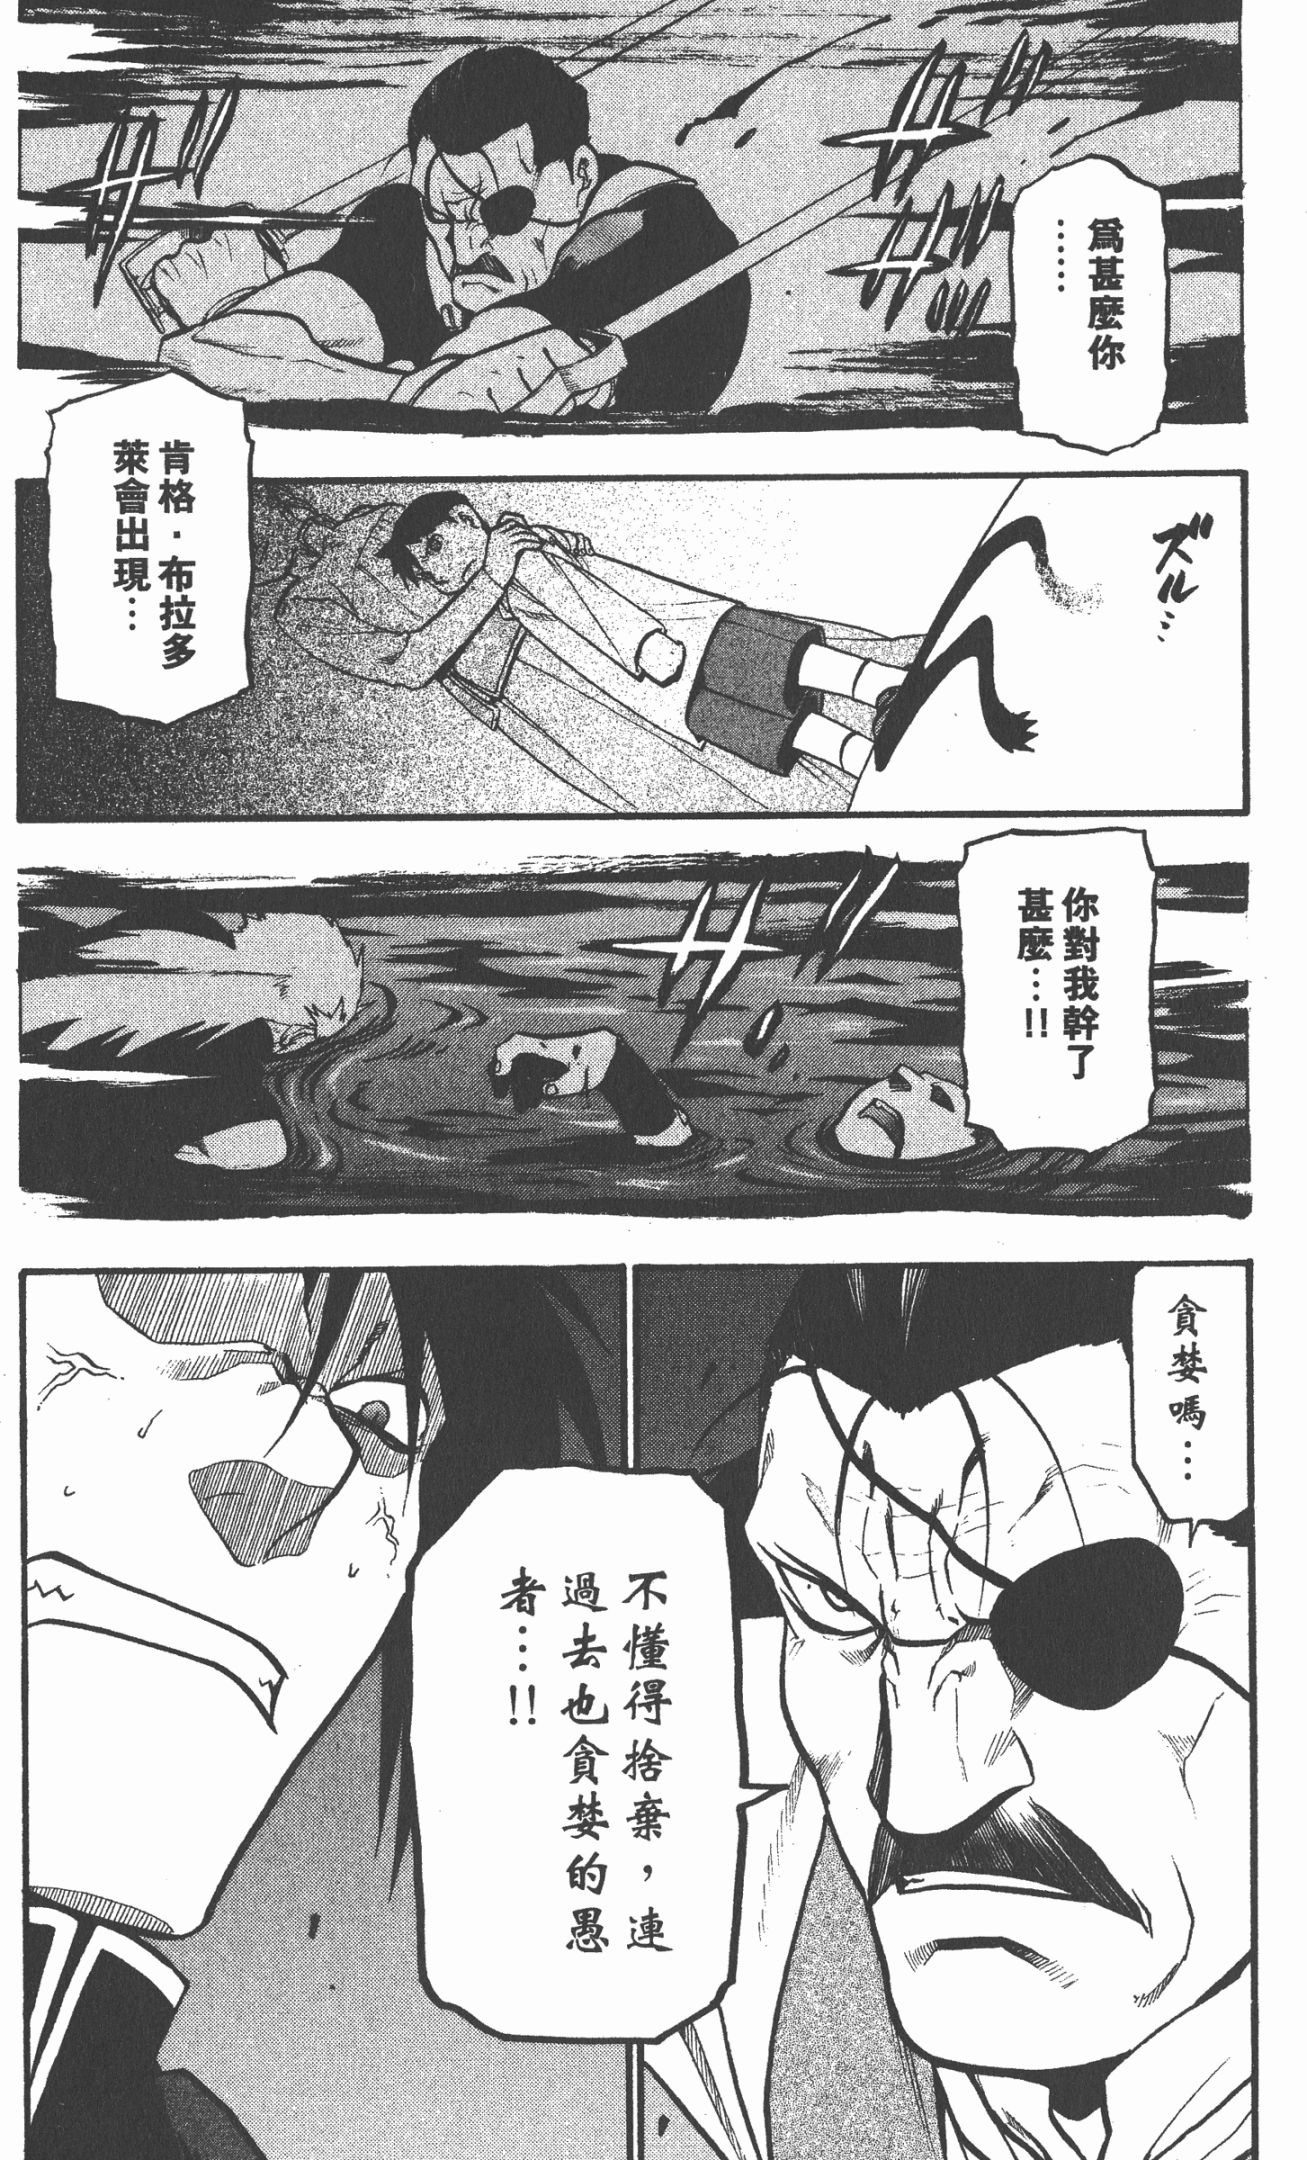 為甚麼你
……
肯格．布拉多
萊會出現…
ズル…
你對我幹了
甚麼…!!
貪婪嗎…
不懂得捨棄，連
過去也貪婪的愚
者…!!